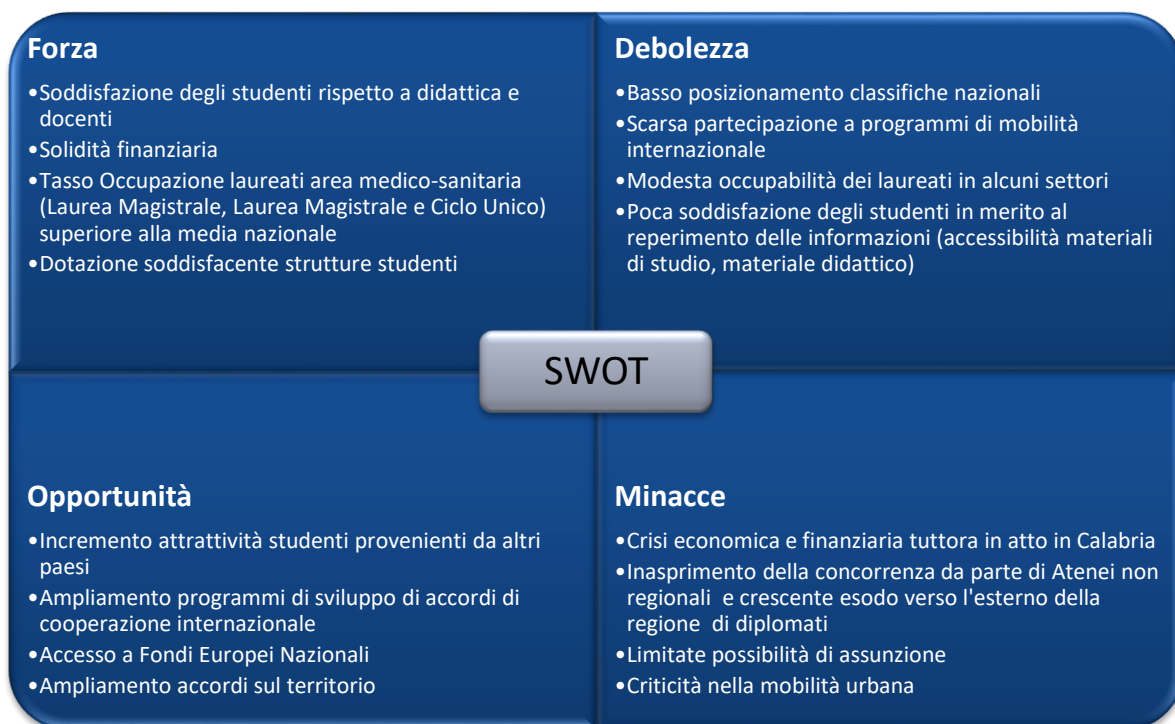 Forza
•Soddisfazione degli studenti rispetto a didattica e
docenti
•Solidità finanziaria
•Tasso Occupazione laureati area medico-sanitaria
(Laurea Magistrale, Laurea Magistrale e Ciclo Unico)
superiore alla media nazionale
•Dotazione soddisfacente strutture studenti
Debolezza
•Basso posizionamento classifiche nazionali
•Scarsa partecipazione a programmi di mobilità
internazionale
•Modesta occupabilità dei laureati in alcuni settori
•Poca soddisfazione degli studenti in merito al
reperimento delle informazioni (accessibilità materiali
di studio, materiale didattico)
SWOT
Opportunità
•Incremento attrattività studenti provenienti da altri
paesi
•Ampliamento programmi di sviluppo di accordi di
cooperazione internazionale
•Accesso a Fondi Europei Nazionali
•Ampliamento accordi sul territorio
Minacce
•Crisi economica e finanziaria tuttora in atto in Calabria
•Inasprimento della concorrenza da parte di Atenei non
regionali e crescente esodo verso l'esterno della
regione di diplomati
•Limitate possibilità di assunzione
•Criticità nella mobilità urbana